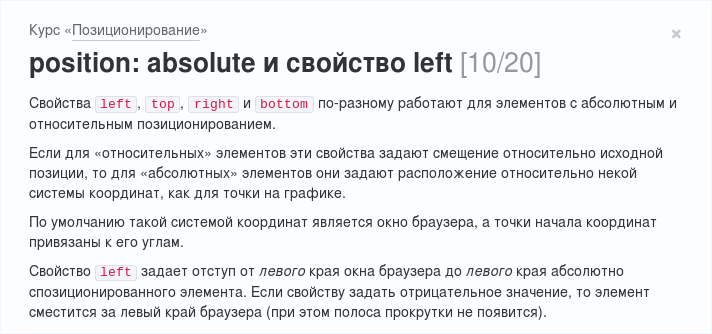 Курс «Позиционирование»
×
position: absolute и свойство left [10/20]
Свойства left, top, right и bottom по-разному работают для элементов с абсолютным и
относительным позиционированием.
Если для «относительных» элементов эти свойства задают смещение относительно исходной
позиции, то для «абсолютных» элементов они задают расположение относительно некой
системы координат, как для точки на графике.
По умолчанию такой системой координат является окно браузера, а точки начала координат
привязаны к его углам.
Свойство left задает отступ от левого края окна браузера до левого края абсолютно
спозиционированного элемента. Если свойству задать отрицательное значение, то элемент
сместится за левый край браузера (при этом полоса прокрутки не появится).